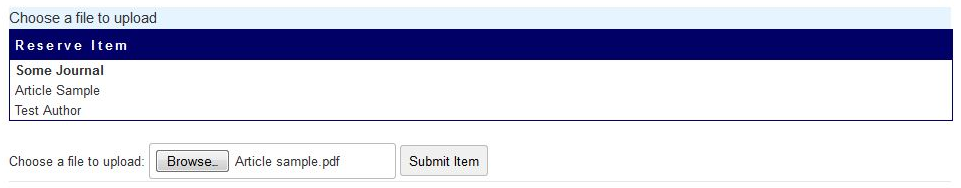 Choose a file to upload
Reserve Item
Some Journal
Article Sample
Test Author
Choose a file to upload: Browse... Article sample.pdf Submit Item